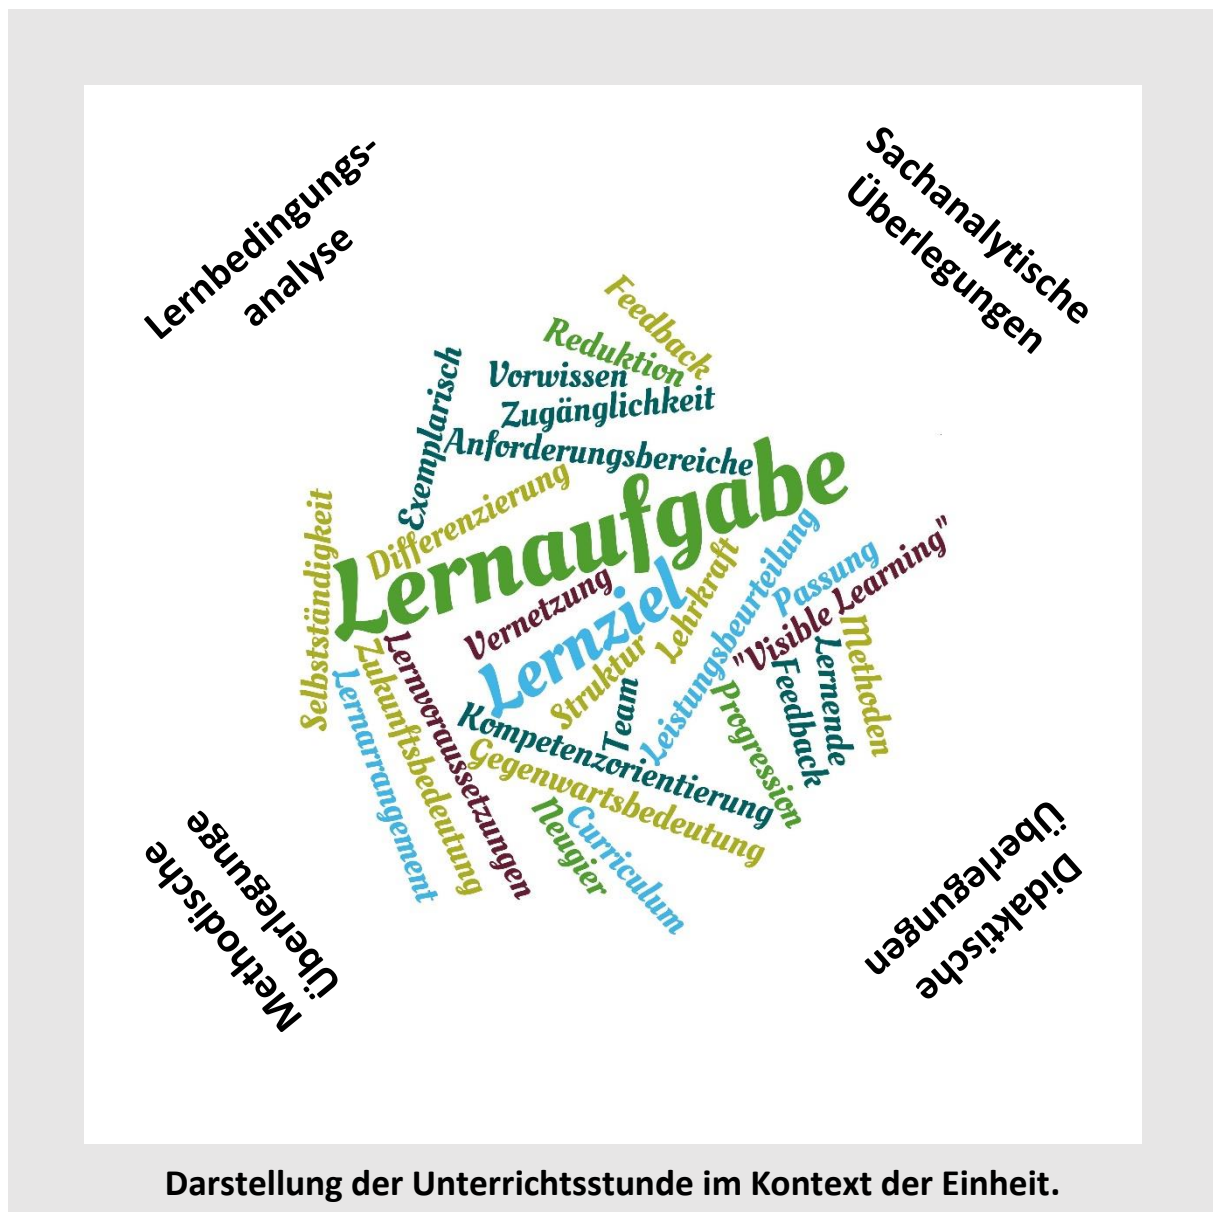 Lernbedingungs-
analyse
Sachanalytische
Überlegungen
Feedback
Reduktion
Vorwissen
Zugänglichkeit
Exemplarisch
Anforderungsbereiche
Differenzierung
Lernaufgabe
Selbstständigkeit
Vernetzung
Lernziel
Lehrkraft
Leistungsbeurteilung
Passung
"Visible Learning"
Methoden
Lernende
Feedback
Progression
Struktur
Team
Kompetenzorientierung
Gegenwartsbedeutung
Lernvoraussetzungen
Zukunftsbedeutung
Lernarrangement
Neugier
Curriculum
Methodische
Überlegunge
Didaktische
Überlegungen
Darstellung der Unterrichtsstunde im Kontext der Einheit.